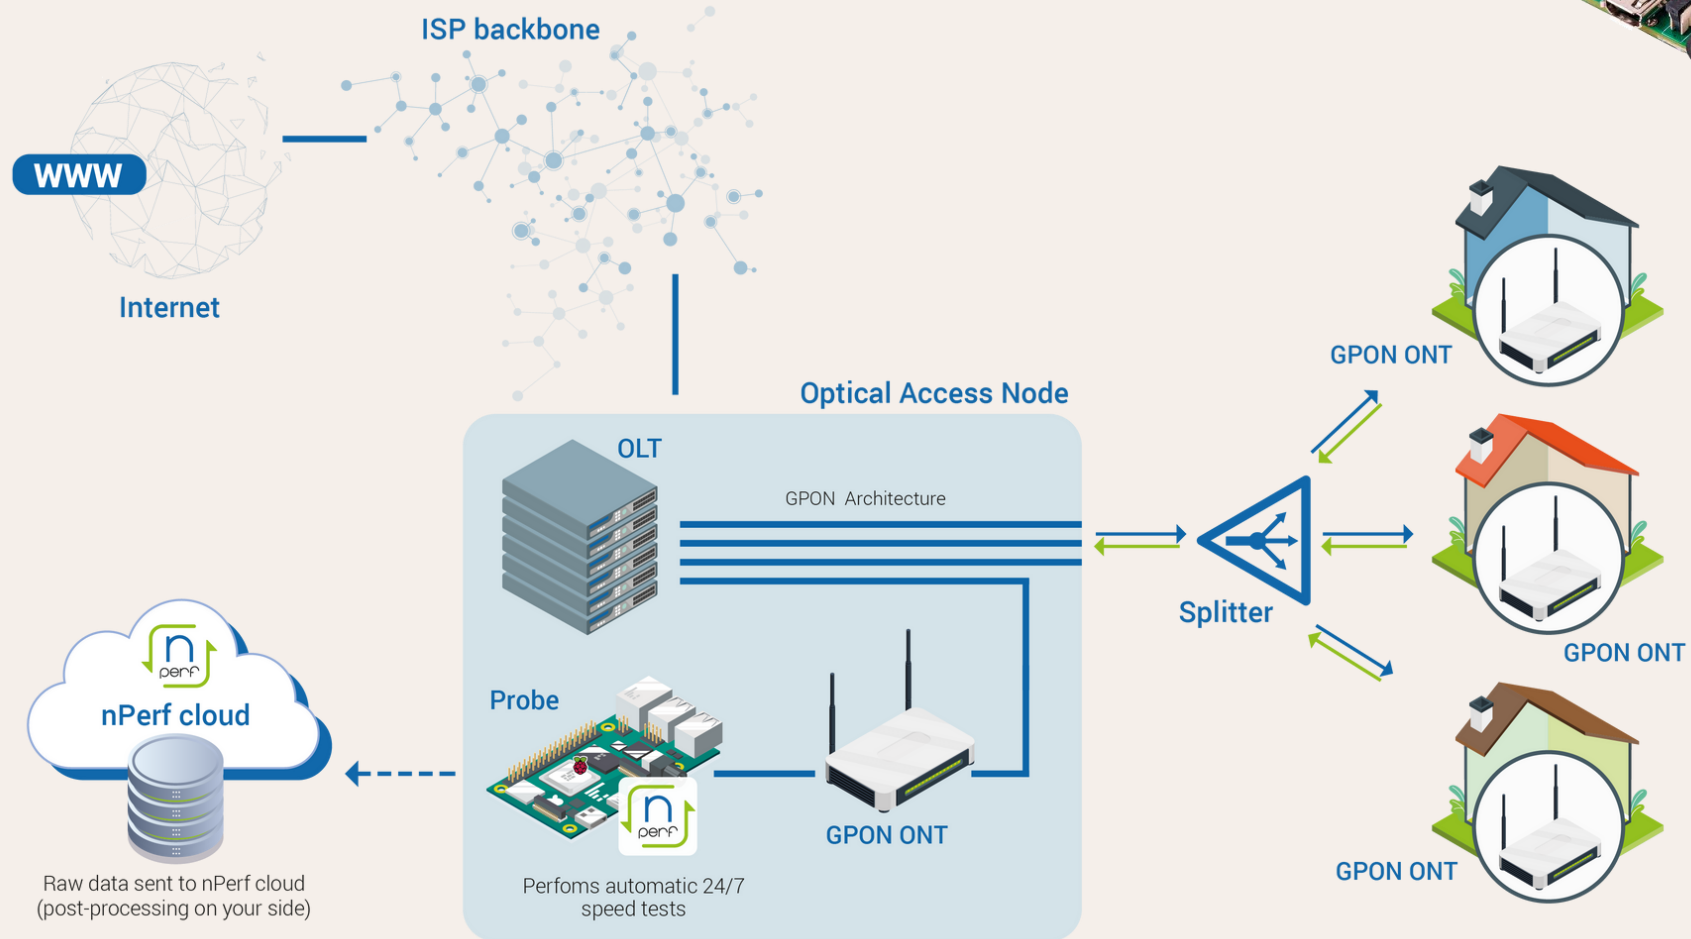 ISP backbone
WWW
Internet
Optical Access Node
OLT
GPON Architecture
GPON ONT
Splitter
GPON ONT
GPON ONT
n
perf
nPerf cloud
Raw data sent to nPerf cloud
(post-processing on your side)
Probe
n
perf
Perfoms automatic 24/7
speed tests
GPON ONT